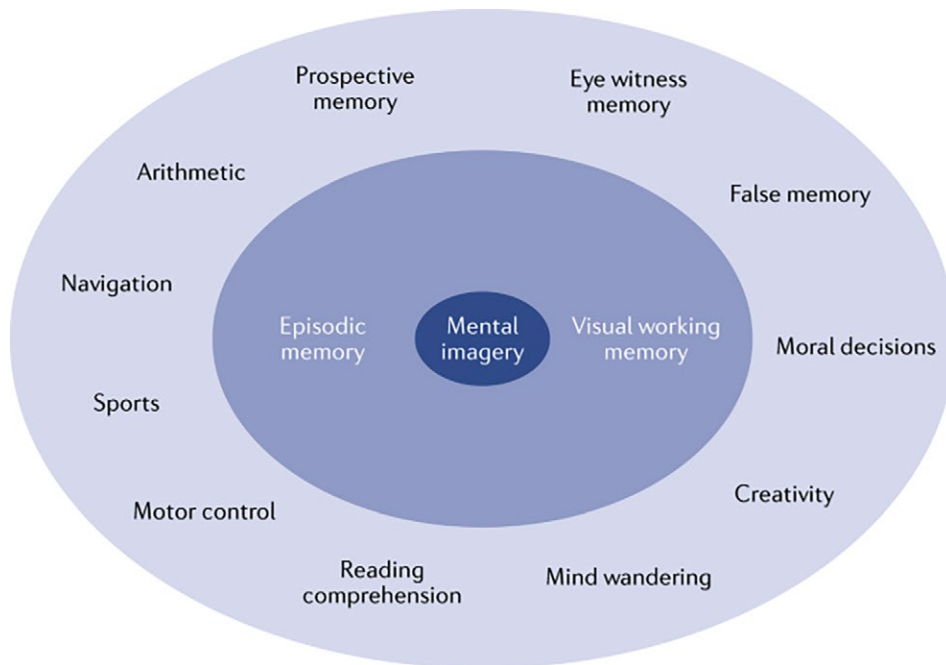 Prospective
memory
Eye witness
memory
Arithmetic
False memory
Navigation
Episodic
memory
Mental
imagery
Visual working
memory
Moral decisions
Sports
Creativity
Motor control
Reading
comprehension
Mind wandering